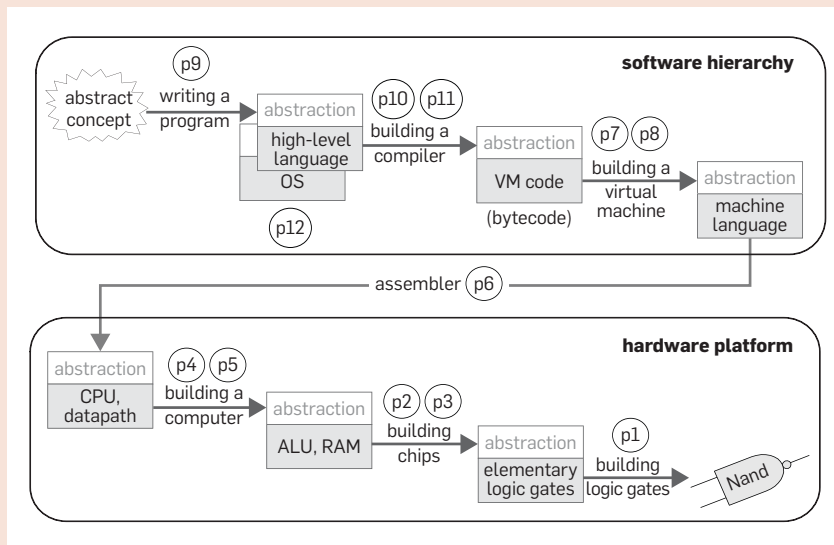 software hierarchy
p9
abstract
concept
writing a
program
abstraction
high-level
language
OS
p12
p10 p11
building a
compiler
abstraction
VM code
(bytecode)
p7 p8
building a
virtual
machine
abstraction
machine
language
assembler p6
hardware platform
abstraction
CPU,
datapath
p4 p5
building a
computer
abstraction
ALU, RAM
p2 p3
building
chips
abstraction
elementary
logic gates
p1
building
logic gates
Nand